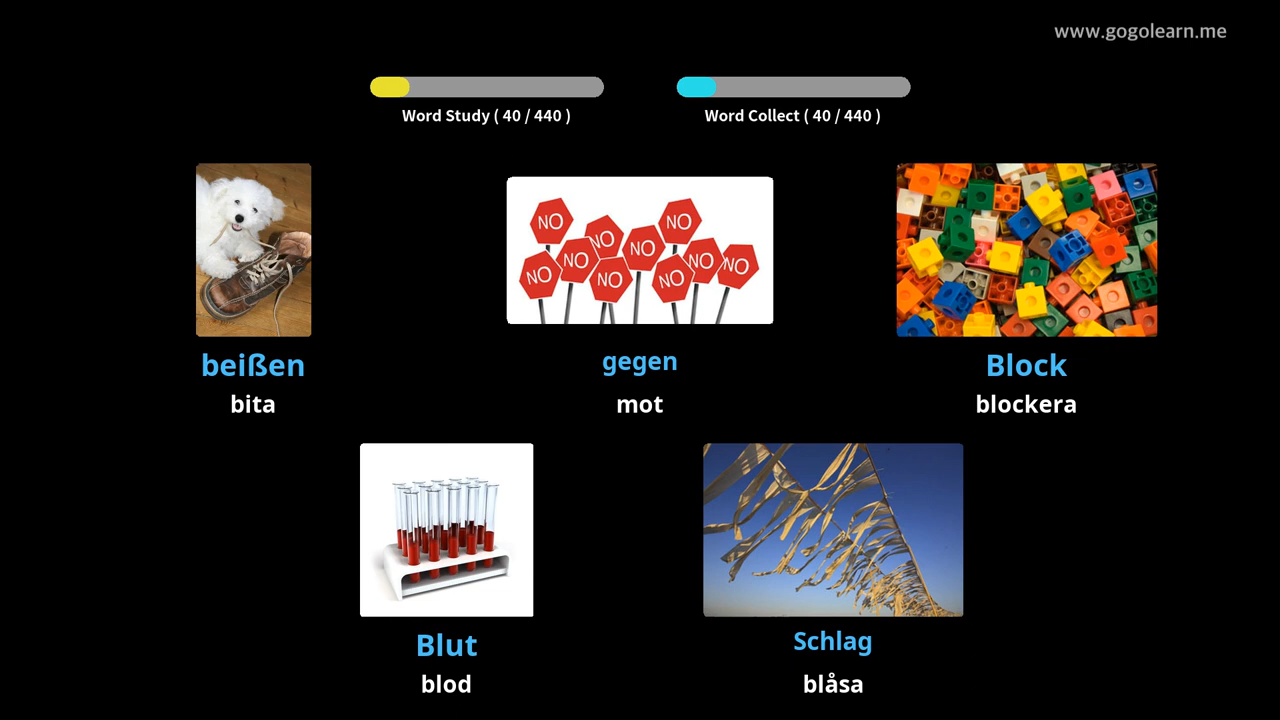 www.gogolearn.me
Word Study ( 40 / 440 )
Word Collect ( 40 / 440 )
NO
NO
NO
NO
NO
NO
NO
NO
NO
NO
beißen
bita
gegen
mot
Block
blockera
Blut
blod
Schlag
blåsa